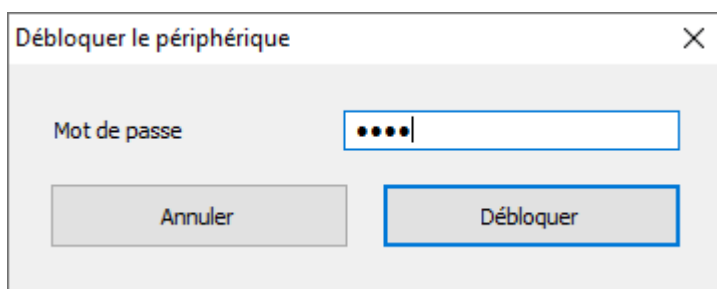 Débloquer le périphérique
Mot de passe ••••
Annuler Débloquer